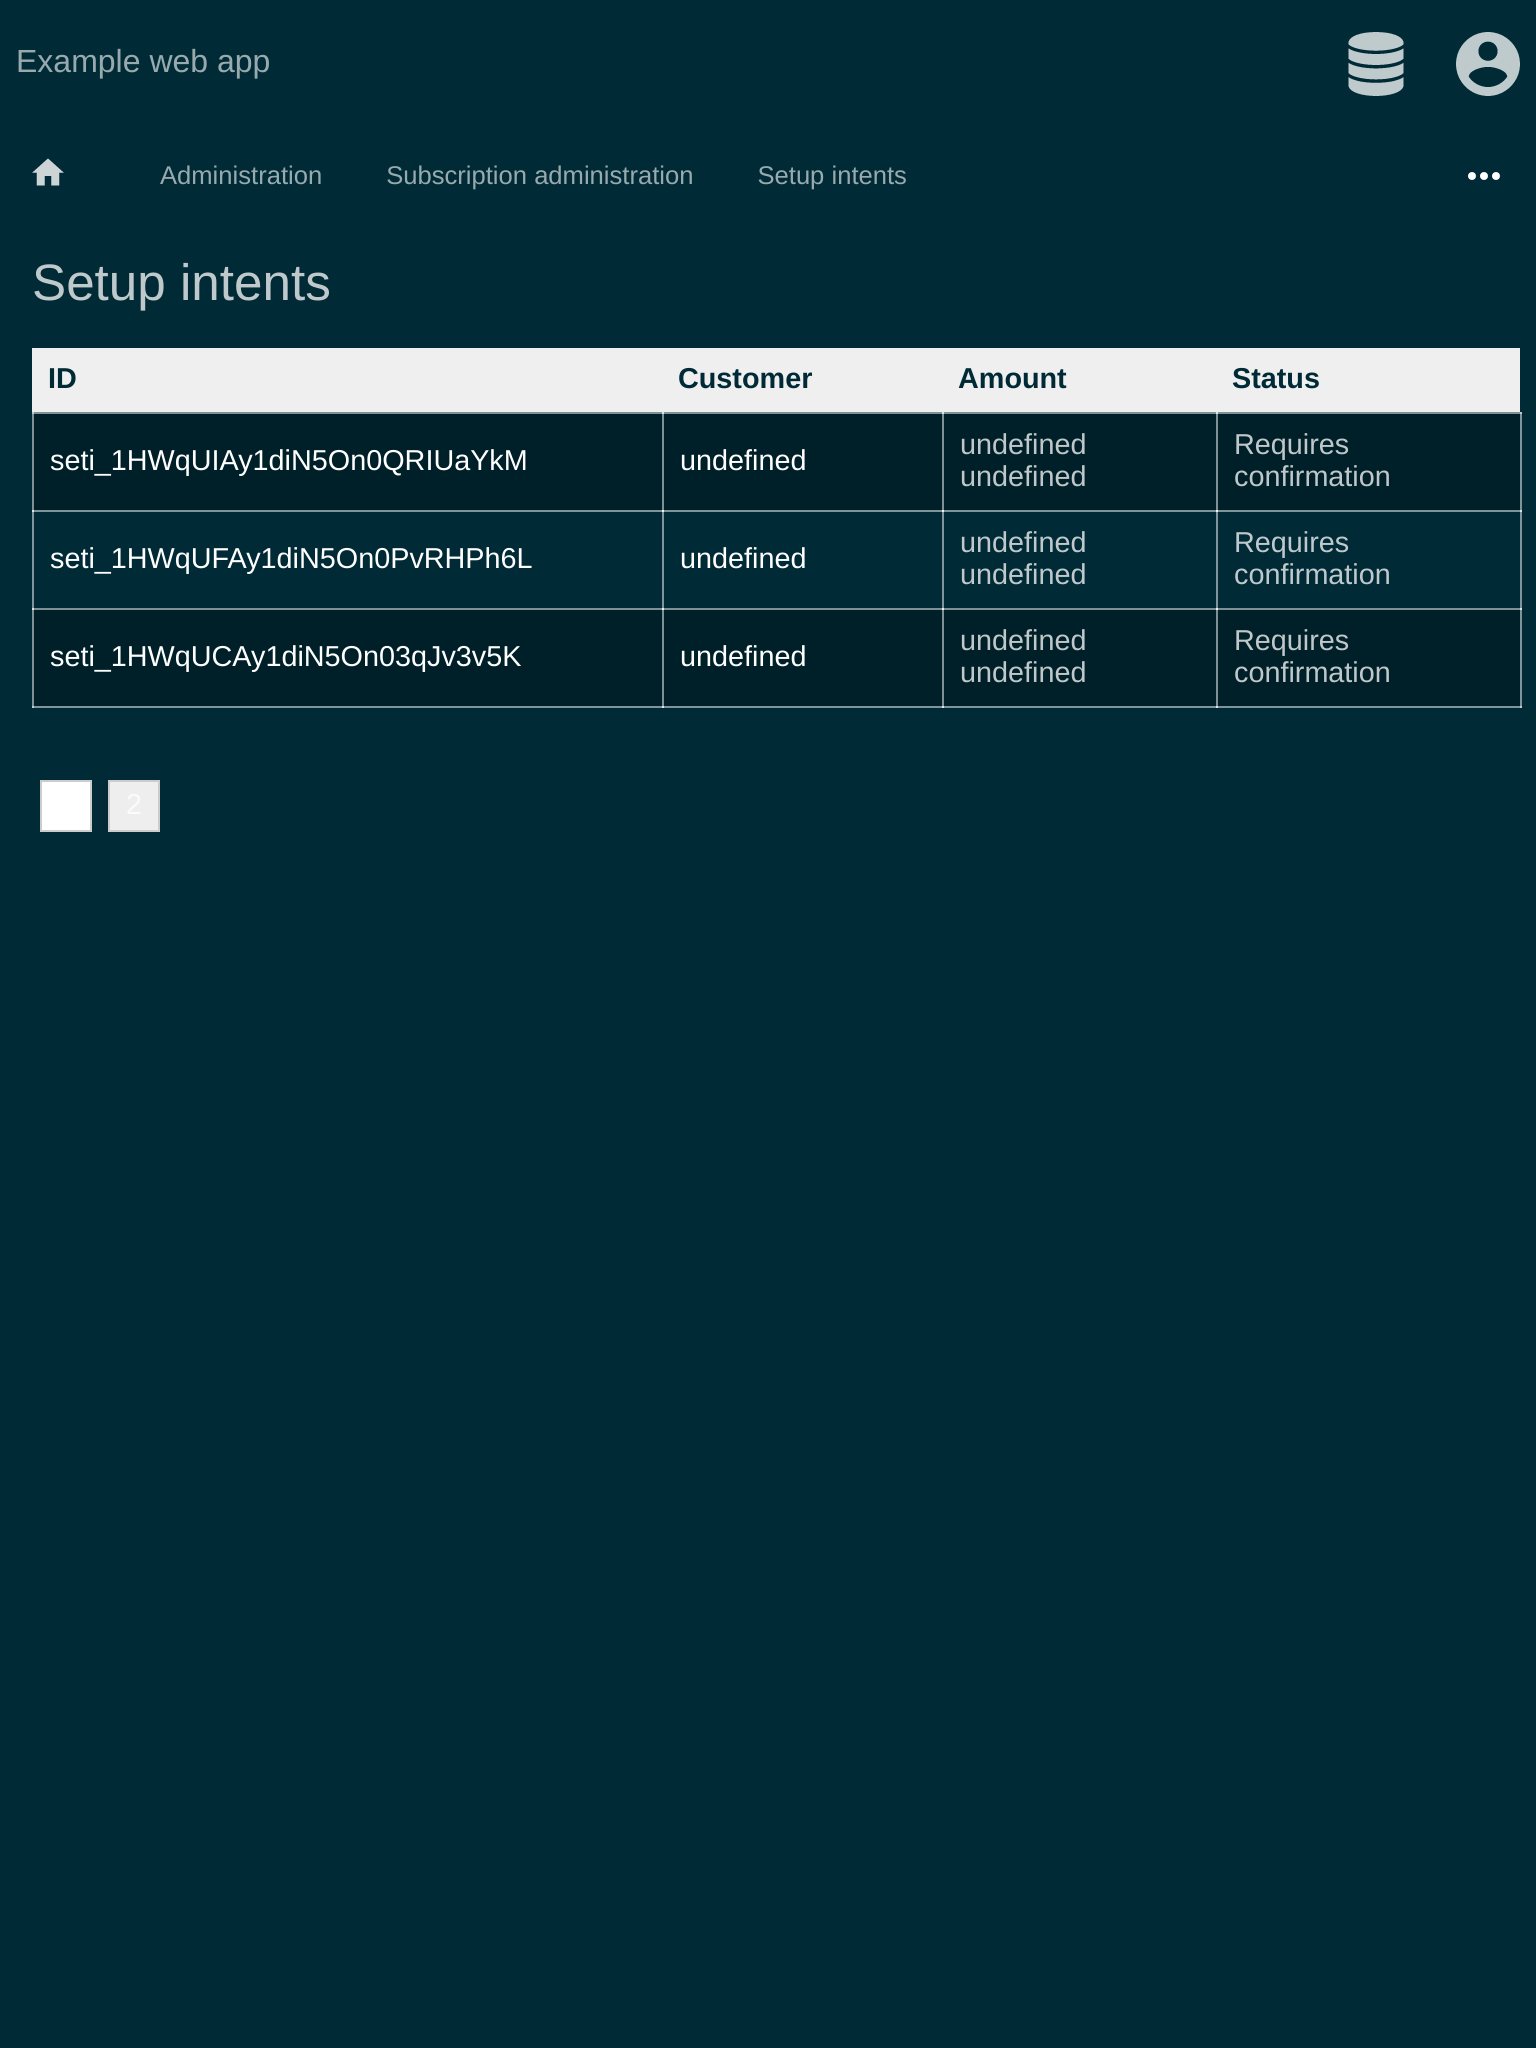 Example web app
Administration Subscription administration Setup intents
Setup intents
ID Customer Amount Status
seti_1HWqUIAy1diN5On0QRIUaYkM undefined undefined undefined Requires confirmation
seti_1HWqUFAy1diN5On0PvRHPh6L undefined undefined undefined Requires confirmation
seti_1HWqUCAy1diN5On03qJv3v5K undefined undefined undefined Requires confirmation
2